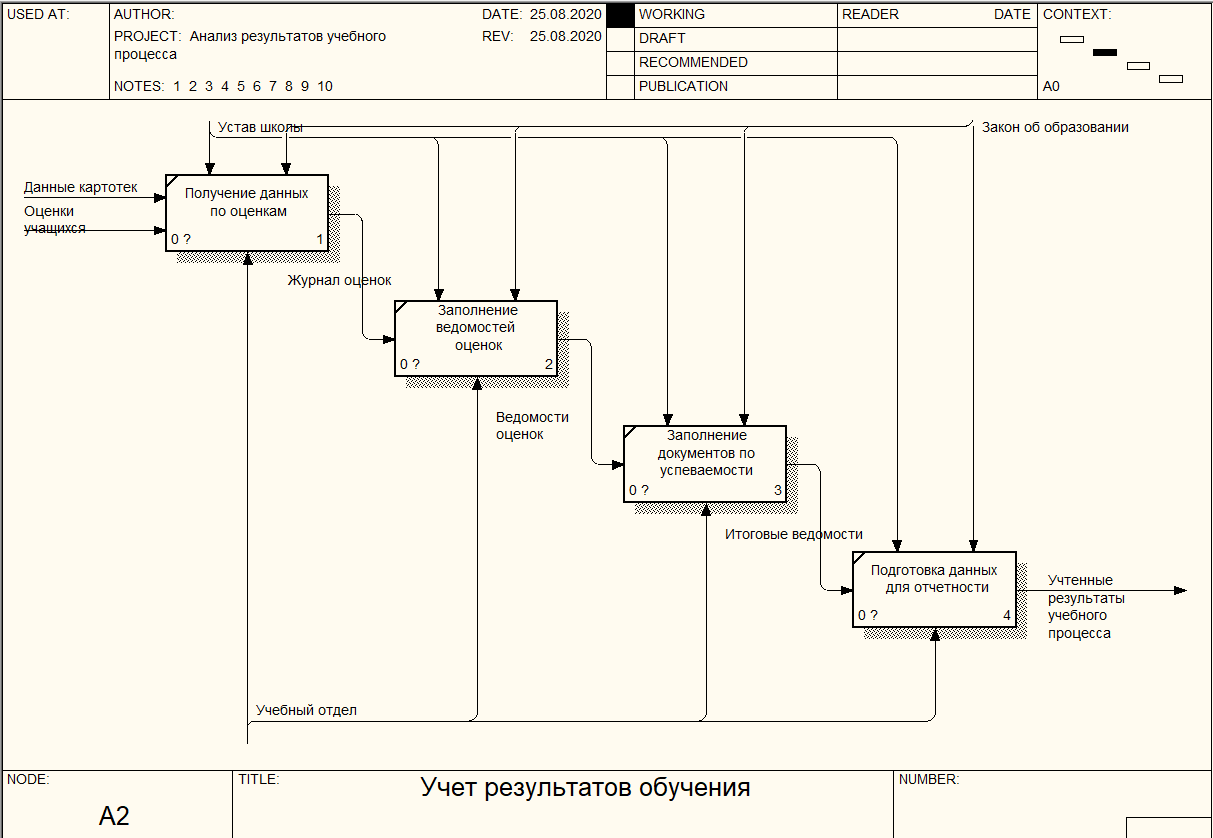 USED AT:
AUTHOR:
DATE: 25.08.2020
PROJECT: Анализ результатов учебного
процесса
REV: 25.08.2020
NOTES: 1 2 3 4 5 6 7 8 9 10
WORKING
DRAFT
RECOMMENDED
PUBLICATION
READER
DATE
CONTEXT:
A0
Устав школы
Закон об образовании
Данные картотек
Оценки
учащихся
Получение данных
по оценкам
0 ?
1
Журнал оценок
Заполнение
ведомостей
оценок
0 ?
2
Ведомости
оценок
Заполнение
документов по
успеваемости
0 ?
3
Итоговые ведомости
Подготовка данных
для отчетности
0 ?
4
Учтенные
результаты
учебного
процесса
Учебный отдел
NODE:
A2
TITLE:
Учет результатов обучения
NUMBER: